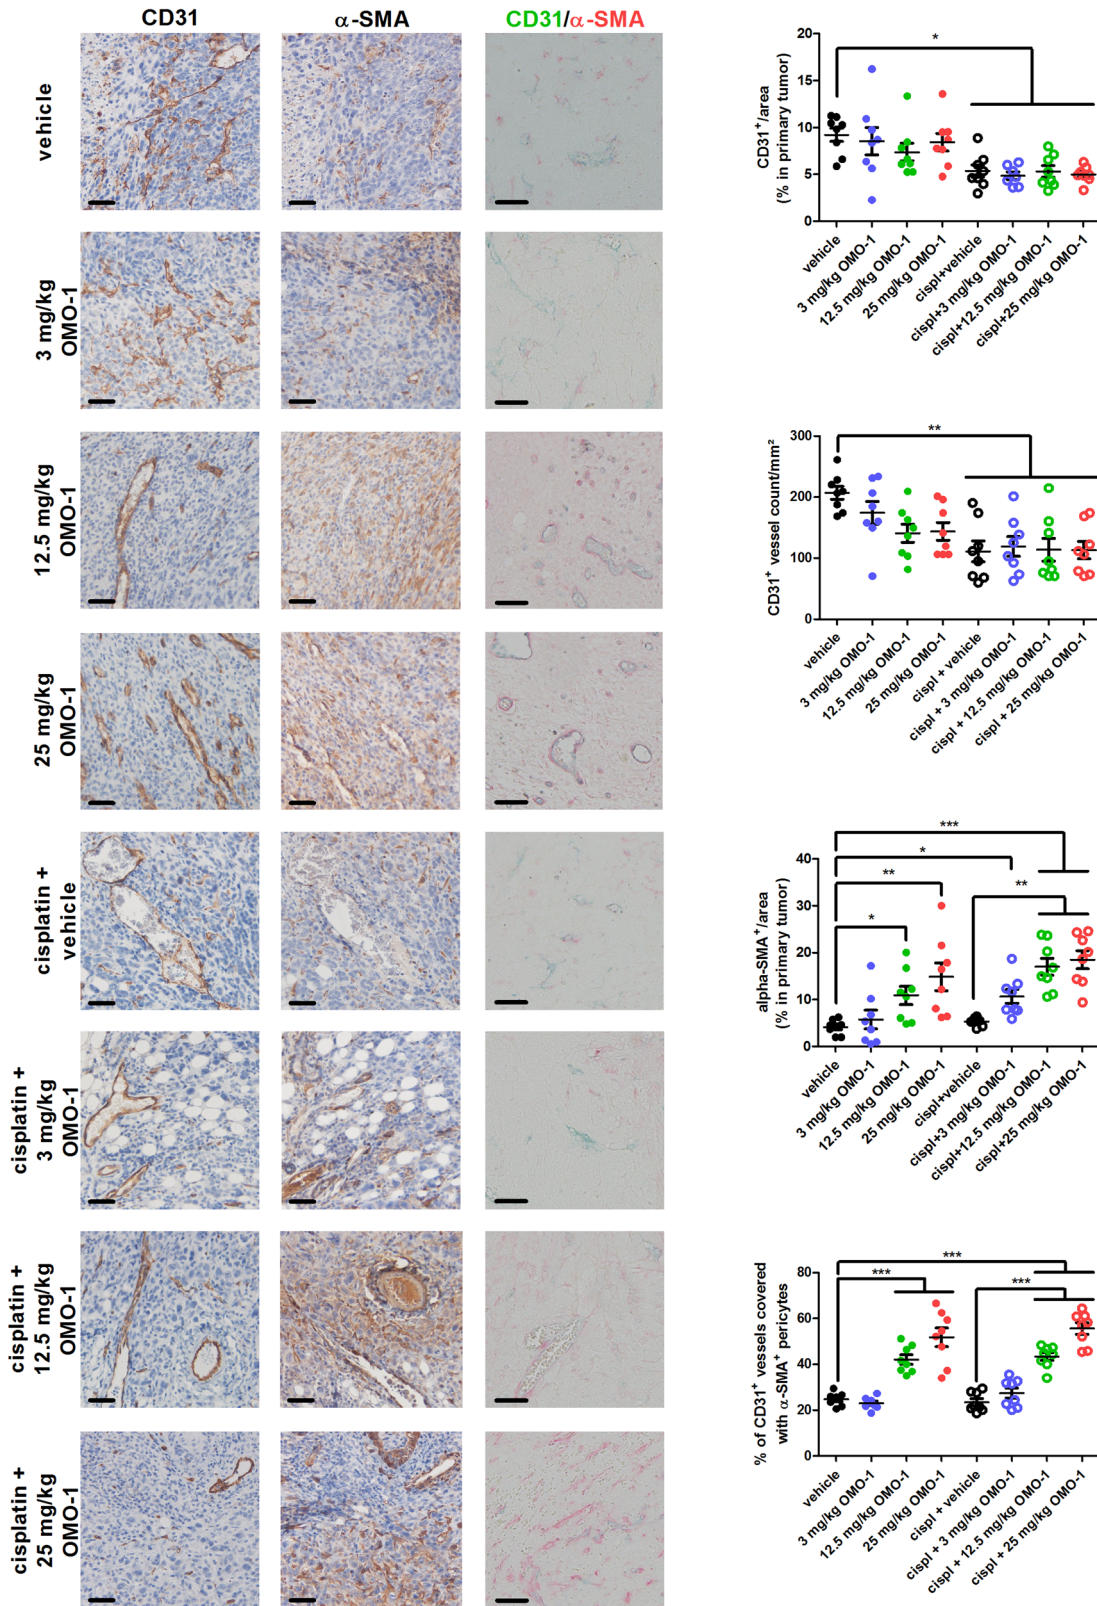 CD31
α-SMA
CD31/α-SMA
vehicle
3 mg/kg
OMO-1
12.5 mg/kg
OMO-1
25 mg/kg
OMO-1
cisplatin +
vehicle
cisplatin +
3 mg/kg
OMO-1
cisplatin +
12.5 mg/kg
OMO-1
cisplatin +
25 mg/kg
OMO-1
CD31⁺/area
(% in primary tumor)
20
15
10
5
0
*
vehicle
3 mg/kg OMO-1
12.5 mg/kg OMO-1
25 mg/kg OMO-1
cispl+vehicle
cispl+3 mg/kg OMO-1
cispl+12.5 mg/kg OMO-1
cispl+25 mg/kg OMO-1
CD31⁺ vessel count/mm²
300
200
100
0
**
vehicle
3 mg/kg OMO-1
12.5 mg/kg OMO-1
25 mg/kg OMO-1
cispl + vehicle
cispl + 3 mg/kg OMO-1
cispl + 12.5 mg/kg OMO-1
cispl + 25 mg/kg OMO-1
alpha-SMA⁺/area
(% in primary tumor)
40
30
20
10
0
***
*
**
**
*
vehicle
3 mg/kg OMO-1
12.5 mg/kg OMO-1
25 mg/kg OMO-1
cispl+vehicle
cispl+3 mg/kg OMO-1
cispl+12.5 mg/kg OMO-1
cispl+25 mg/kg OMO-1
% of CD31⁺ vessels covered
with α-SMA⁺ pericytes
80
60
40
20
0
***
***
***
vehicle
3 mg/kg OMO-1
12.5 mg/kg OMO-1
25 mg/kg OMO-1
cispl + vehicle
cispl + 3 mg/kg OMO-1
cispl + 12.5 mg/kg OMO-1
cispl + 25 mg/kg OMO-1